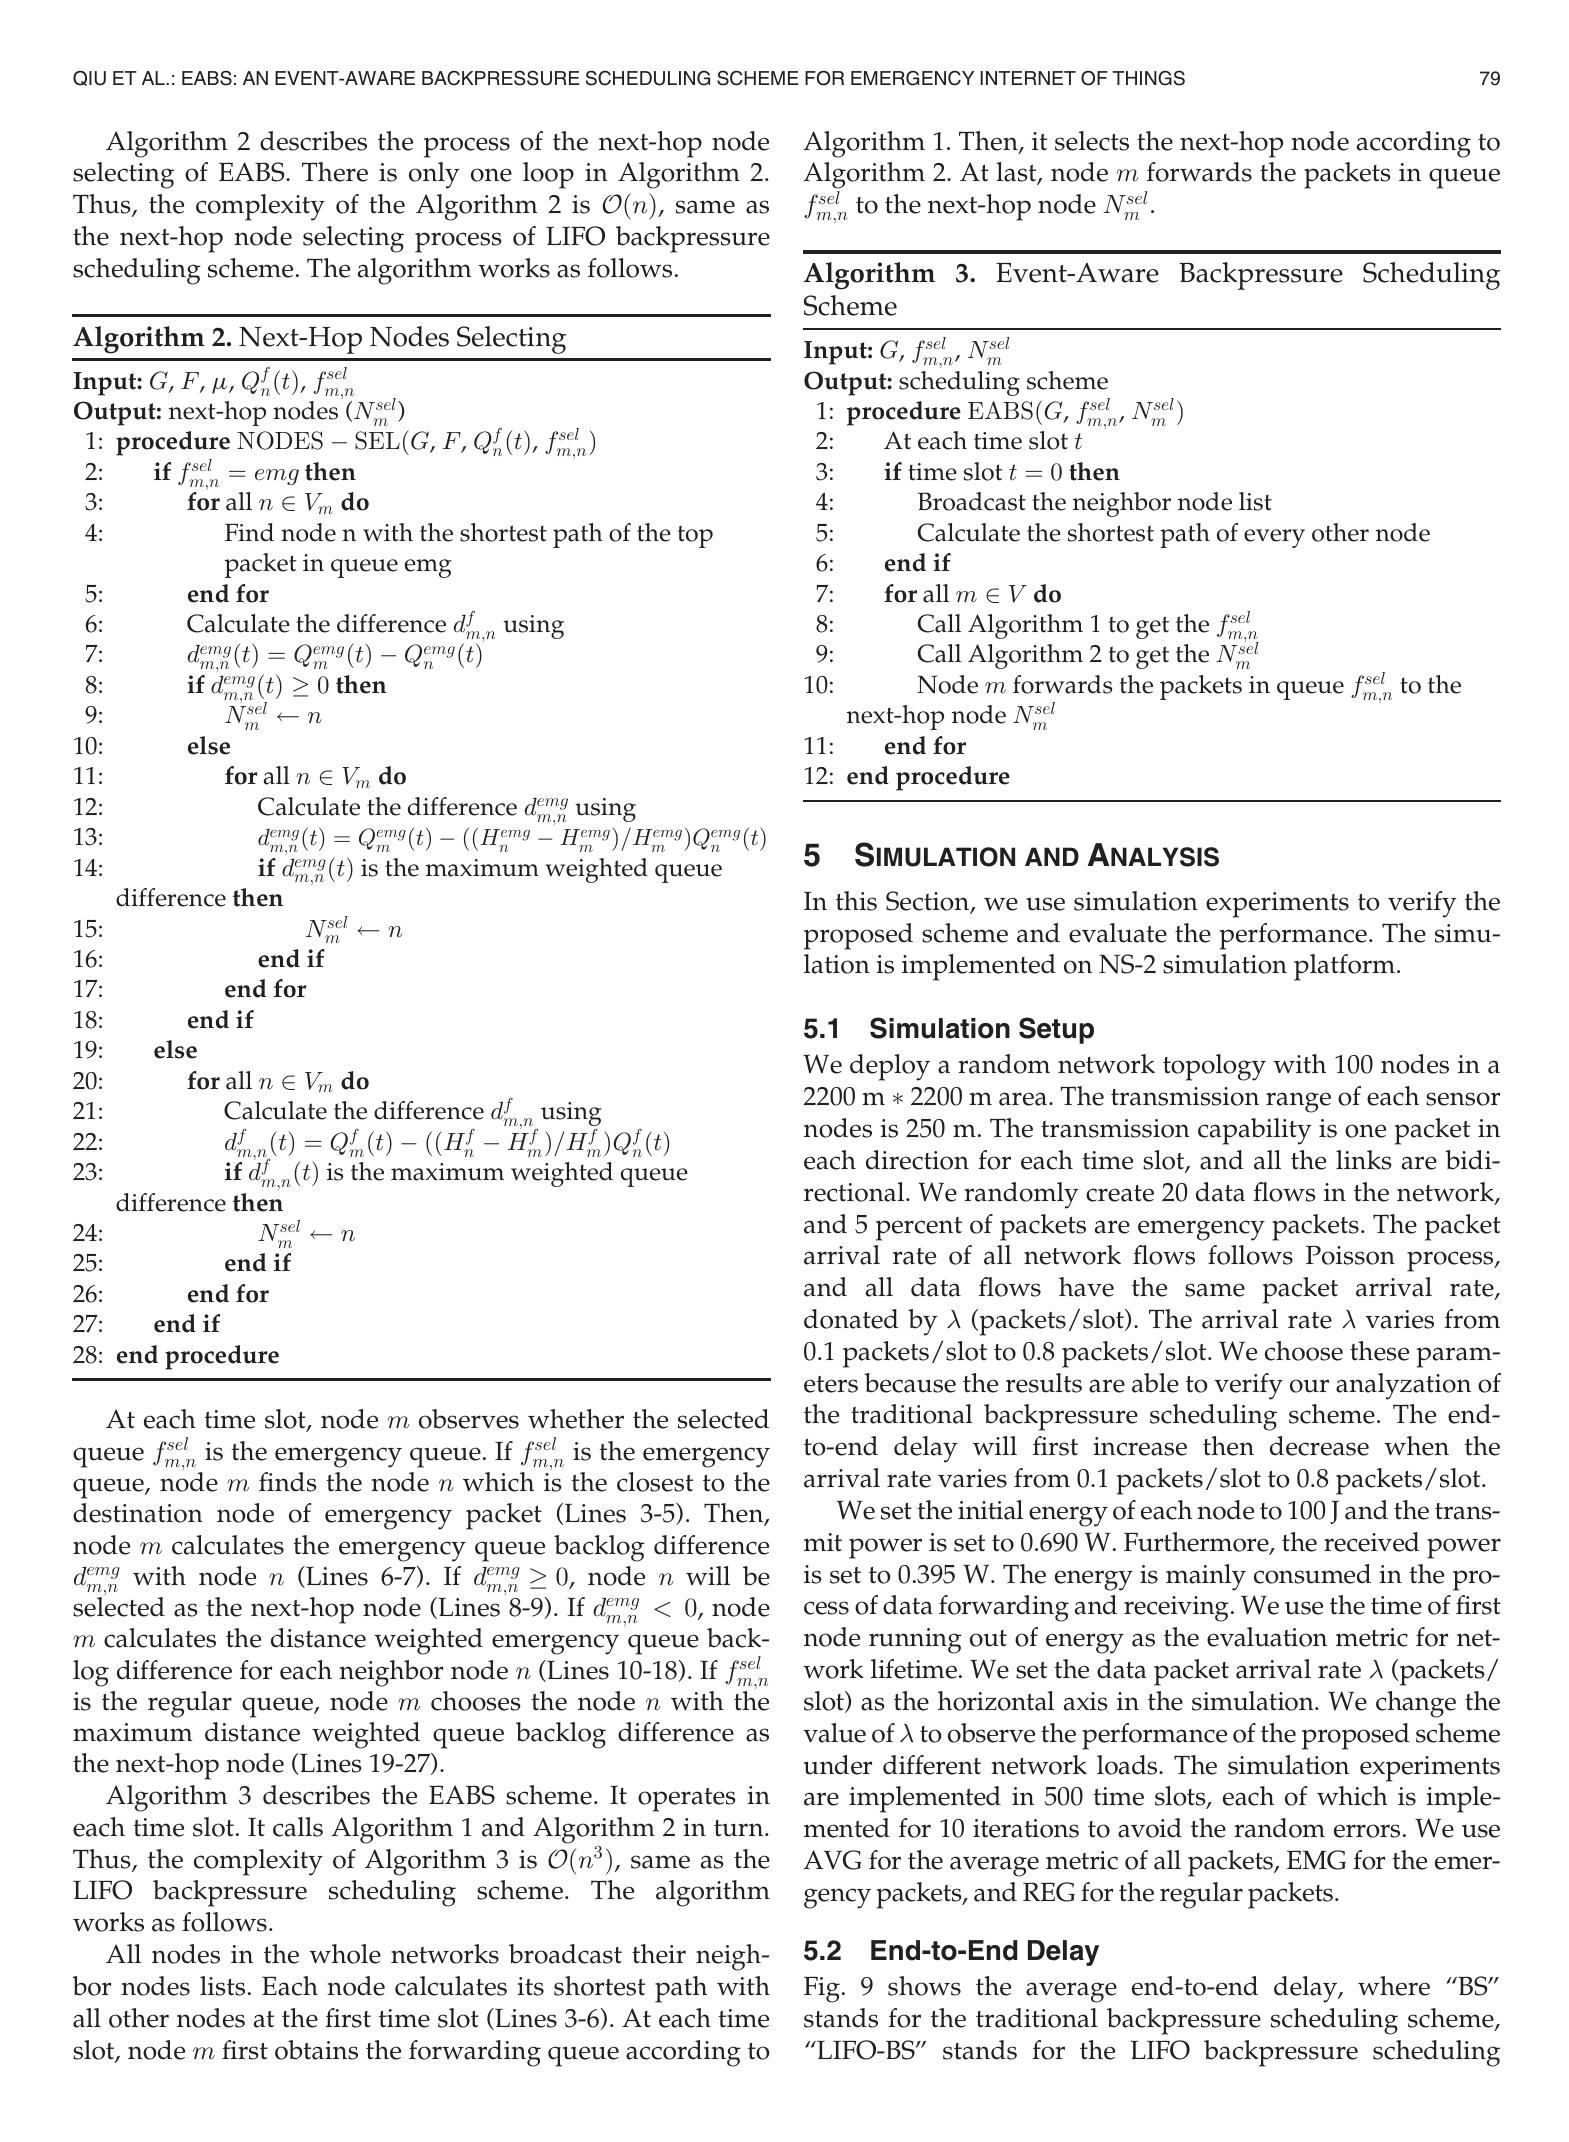 QIU ET AL.: EABS: AN EVENT-AWARE BACKPRESSURE SCHEDULING SCHEME FOR EMERGENCY INTERNET OF THINGS 79
Algorithm 2 describes the process of the next-hop node
selecting of EABS. There is only one loop in Algorithm 2.
Thus, the complexity of the Algorithm 2 is 𝒪(n), same as
the next-hop node selecting process of LIFO backpressure
scheduling scheme. The algorithm works as follows.
Algorithm 2. Next-Hop Nodes Selecting
Input: G, F, μ, Q_n^f(t), f_{m,n}^{sel}
Output: next-hop nodes (N_m^{sel})
1: procedure NODES − SEL(G, F, Q_n^f(t), f_{m,n}^{sel})
2: if f_{m,n}^{sel} = emg then
3: for all n ∈ V_m do
4: Find node n with the shortest path of the top
packet in queue emg
5: end for
6: Calculate the difference d_{m,n}^f using
7: d_{m,n}^{emg}(t) = Q_m^{emg}(t) − Q_n^{emg}(t)
8: if d_{m,n}^{emg}(t) ≥ 0 then
9: N_m^{sel} ← n
10: else
11: for all n ∈ V_m do
12: Calculate the difference d_{m,n}^{emg} using
13: d_{m,n}^{emg}(t) = Q_m^{emg}(t) − ((H_n^{emg} − H_m^{emg})/H_m^{emg})Q_n^{emg}(t)
14: if d_{m,n}^{emg}(t) is the maximum weighted queue
difference then
15: N_m^{sel} ← n
16: end if
17: end for
18: end if
19: else
20: for all n ∈ V_m do
21: Calculate the difference d_{m,n}^f using
22: d_{m,n}^f(t) = Q_m^f(t) − ((H_n^f − H_m^f)/H_m^f)Q_n^f(t)
23: if d_{m,n}^f(t) is the maximum weighted queue
difference then
24: N_m^{sel} ← n
25: end if
26: end for
27: end if
28: end procedure
At each time slot, node m observes whether the selected
queue f_{m,n}^{sel} is the emergency queue. If f_{m,n}^{sel} is the emergency
queue, node m finds the node n which is the closest to the
destination node of emergency packet (Lines 3-5). Then,
node m calculates the emergency queue backlog difference
d_{m,n}^{emg} with node n (Lines 6-7). If d_{m,n}^{emg} ≥ 0, node n will be
selected as the next-hop node (Lines 8-9). If d_{m,n}^{emg} < 0, node
m calculates the distance weighted emergency queue back-
log difference for each neighbor node n (Lines 10-18). If f_{m,n}^{sel}
is the regular queue, node m chooses the node n with the
maximum distance weighted queue backlog difference as
the next-hop node (Lines 19-27).
Algorithm 3 describes the EABS scheme. It operates in
each time slot. It calls Algorithm 1 and Algorithm 2 in turn.
Thus, the complexity of Algorithm 3 is 𝒪(n³), same as the
LIFO backpressure scheduling scheme. The algorithm
works as follows.
All nodes in the whole networks broadcast their neigh-
bor nodes lists. Each node calculates its shortest path with
all other nodes at the first time slot (Lines 3-6). At each time
slot, node m first obtains the forwarding queue according to
Algorithm 1. Then, it selects the next-hop node according to
Algorithm 2. At last, node m forwards the packets in queue
f_{m,n}^{sel} to the next-hop node N_m^{sel}.
Algorithm 3. Event-Aware Backpressure Scheduling
Scheme
Input: G, f_{m,n}^{sel}, N_m^{sel}
Output: scheduling scheme
1: procedure EABS(G, f_{m,n}^{sel}, N_m^{sel})
2: At each time slot t
3: if time slot t = 0 then
4: Broadcast the neighbor node list
5: Calculate the shortest path of every other node
6: end if
7: for all m ∈ V do
8: Call Algorithm 1 to get the f_{m,n}^{sel}
9: Call Algorithm 2 to get the N_m^{sel}
10: Node m forwards the packets in queue f_{m,n}^{sel} to the
next-hop node N_m^{sel}
11: end for
12: end procedure
5 SIMULATION AND ANALYSIS
In this Section, we use simulation experiments to verify the
proposed scheme and evaluate the performance. The simu-
lation is implemented on NS-2 simulation platform.
5.1 Simulation Setup
We deploy a random network topology with 100 nodes in a
2200 m ∗ 2200 m area. The transmission range of each sensor
nodes is 250 m. The transmission capability is one packet in
each direction for each time slot, and all the links are bidi-
rectional. We randomly create 20 data flows in the network,
and 5 percent of packets are emergency packets. The packet
arrival rate of all network flows follows Poisson process,
and all data flows have the same packet arrival rate,
donated by λ (packets/slot). The arrival rate λ varies from
0.1 packets/slot to 0.8 packets/slot. We choose these param-
eters because the results are able to verify our analyzation of
the traditional backpressure scheduling scheme. The end-
to-end delay will first increase then decrease when the
arrival rate varies from 0.1 packets/slot to 0.8 packets/slot.
We set the initial energy of each node to 100 J and the trans-
mit power is set to 0.690 W. Furthermore, the received power
is set to 0.395 W. The energy is mainly consumed in the pro-
cess of data forwarding and receiving. We use the time of first
node running out of energy as the evaluation metric for net-
work lifetime. We set the data packet arrival rate λ (packets/
slot) as the horizontal axis in the simulation. We change the
value of λ to observe the performance of the proposed scheme
under different network loads. The simulation experiments
are implemented in 500 time slots, each of which is imple-
mented for 10 iterations to avoid the random errors. We use
AVG for the average metric of all packets, EMG for the emer-
gency packets, and REG for the regular packets.
5.2 End-to-End Delay
Fig. 9 shows the average end-to-end delay, where “BS”
stands for the traditional backpressure scheduling scheme,
“LIFO-BS” stands for the LIFO backpressure scheduling